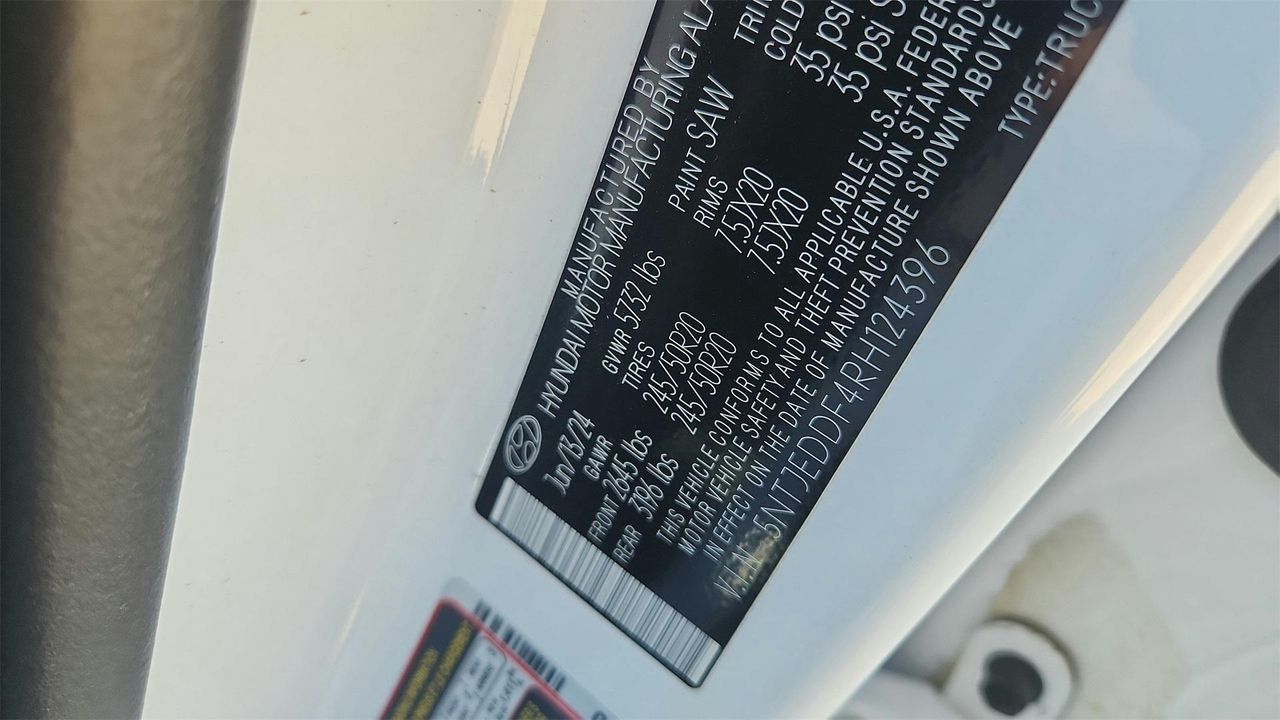 MANUFACTURED BY
HYUNDAI MOTOR MANUFACTURING
Jun/13/24 GVWR 5732 lbs PAINT SAW
GAWR TIRES RIMS COLD
FRONT 2645 lbs 245/50R20 7.5JX20 35 psi
REAR 3196 lbs 245/50R20 7.5JX20 35 psi
THIS VEHICLE CONFORMS TO ALL APPLICABLE U.S.A.
MOTOR VEHICLE SAFETY AND THEFT PREVENTION STANDARDS
IN EFFECT ON THE DATE OF MANUFACTURE SHOWN ABOVE
V.I.N 5NTJEDDF4RH124396 TYPE:TRUC